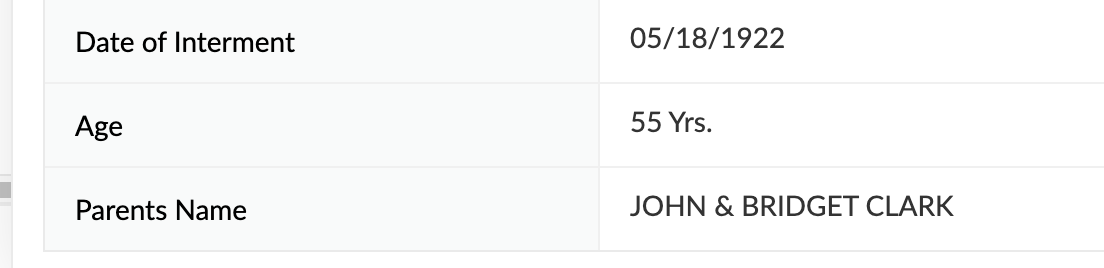 Date of Interment 05/18/1922
Age 55 Yrs.
Parents Name JOHN & BRIDGET CLARK